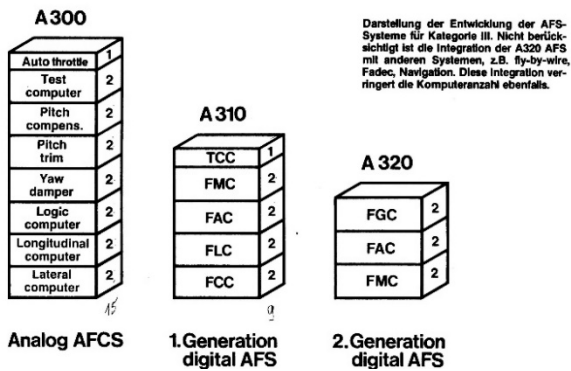 A300
Auto throttle 1
Test
computer 2
Pitch
compens. 2
Pitch
trim 2
Yaw
damper 2
Logic
computer 2
Longitudinal
computer 2
Lateral
computer 2
15
Analog AFCS
A310
TCC 1
FMC 2
FAC 2
FLC 2
FCC 2
9
1.Generation
digital AFS
Darstellung der Entwicklung der AFS-
Systeme für Kategorie III. Nicht berück-
sichtigt ist die Integration der A320 AFS
mit anderen Systemen, z.B. fly-by-wire,
Fadec, Navigation. Diese Integration ver-
ringert die Komputeranzahl ebenfalls.
A320
FGC 2
FAC 2
FMC 2
2.Generation
digital AFS